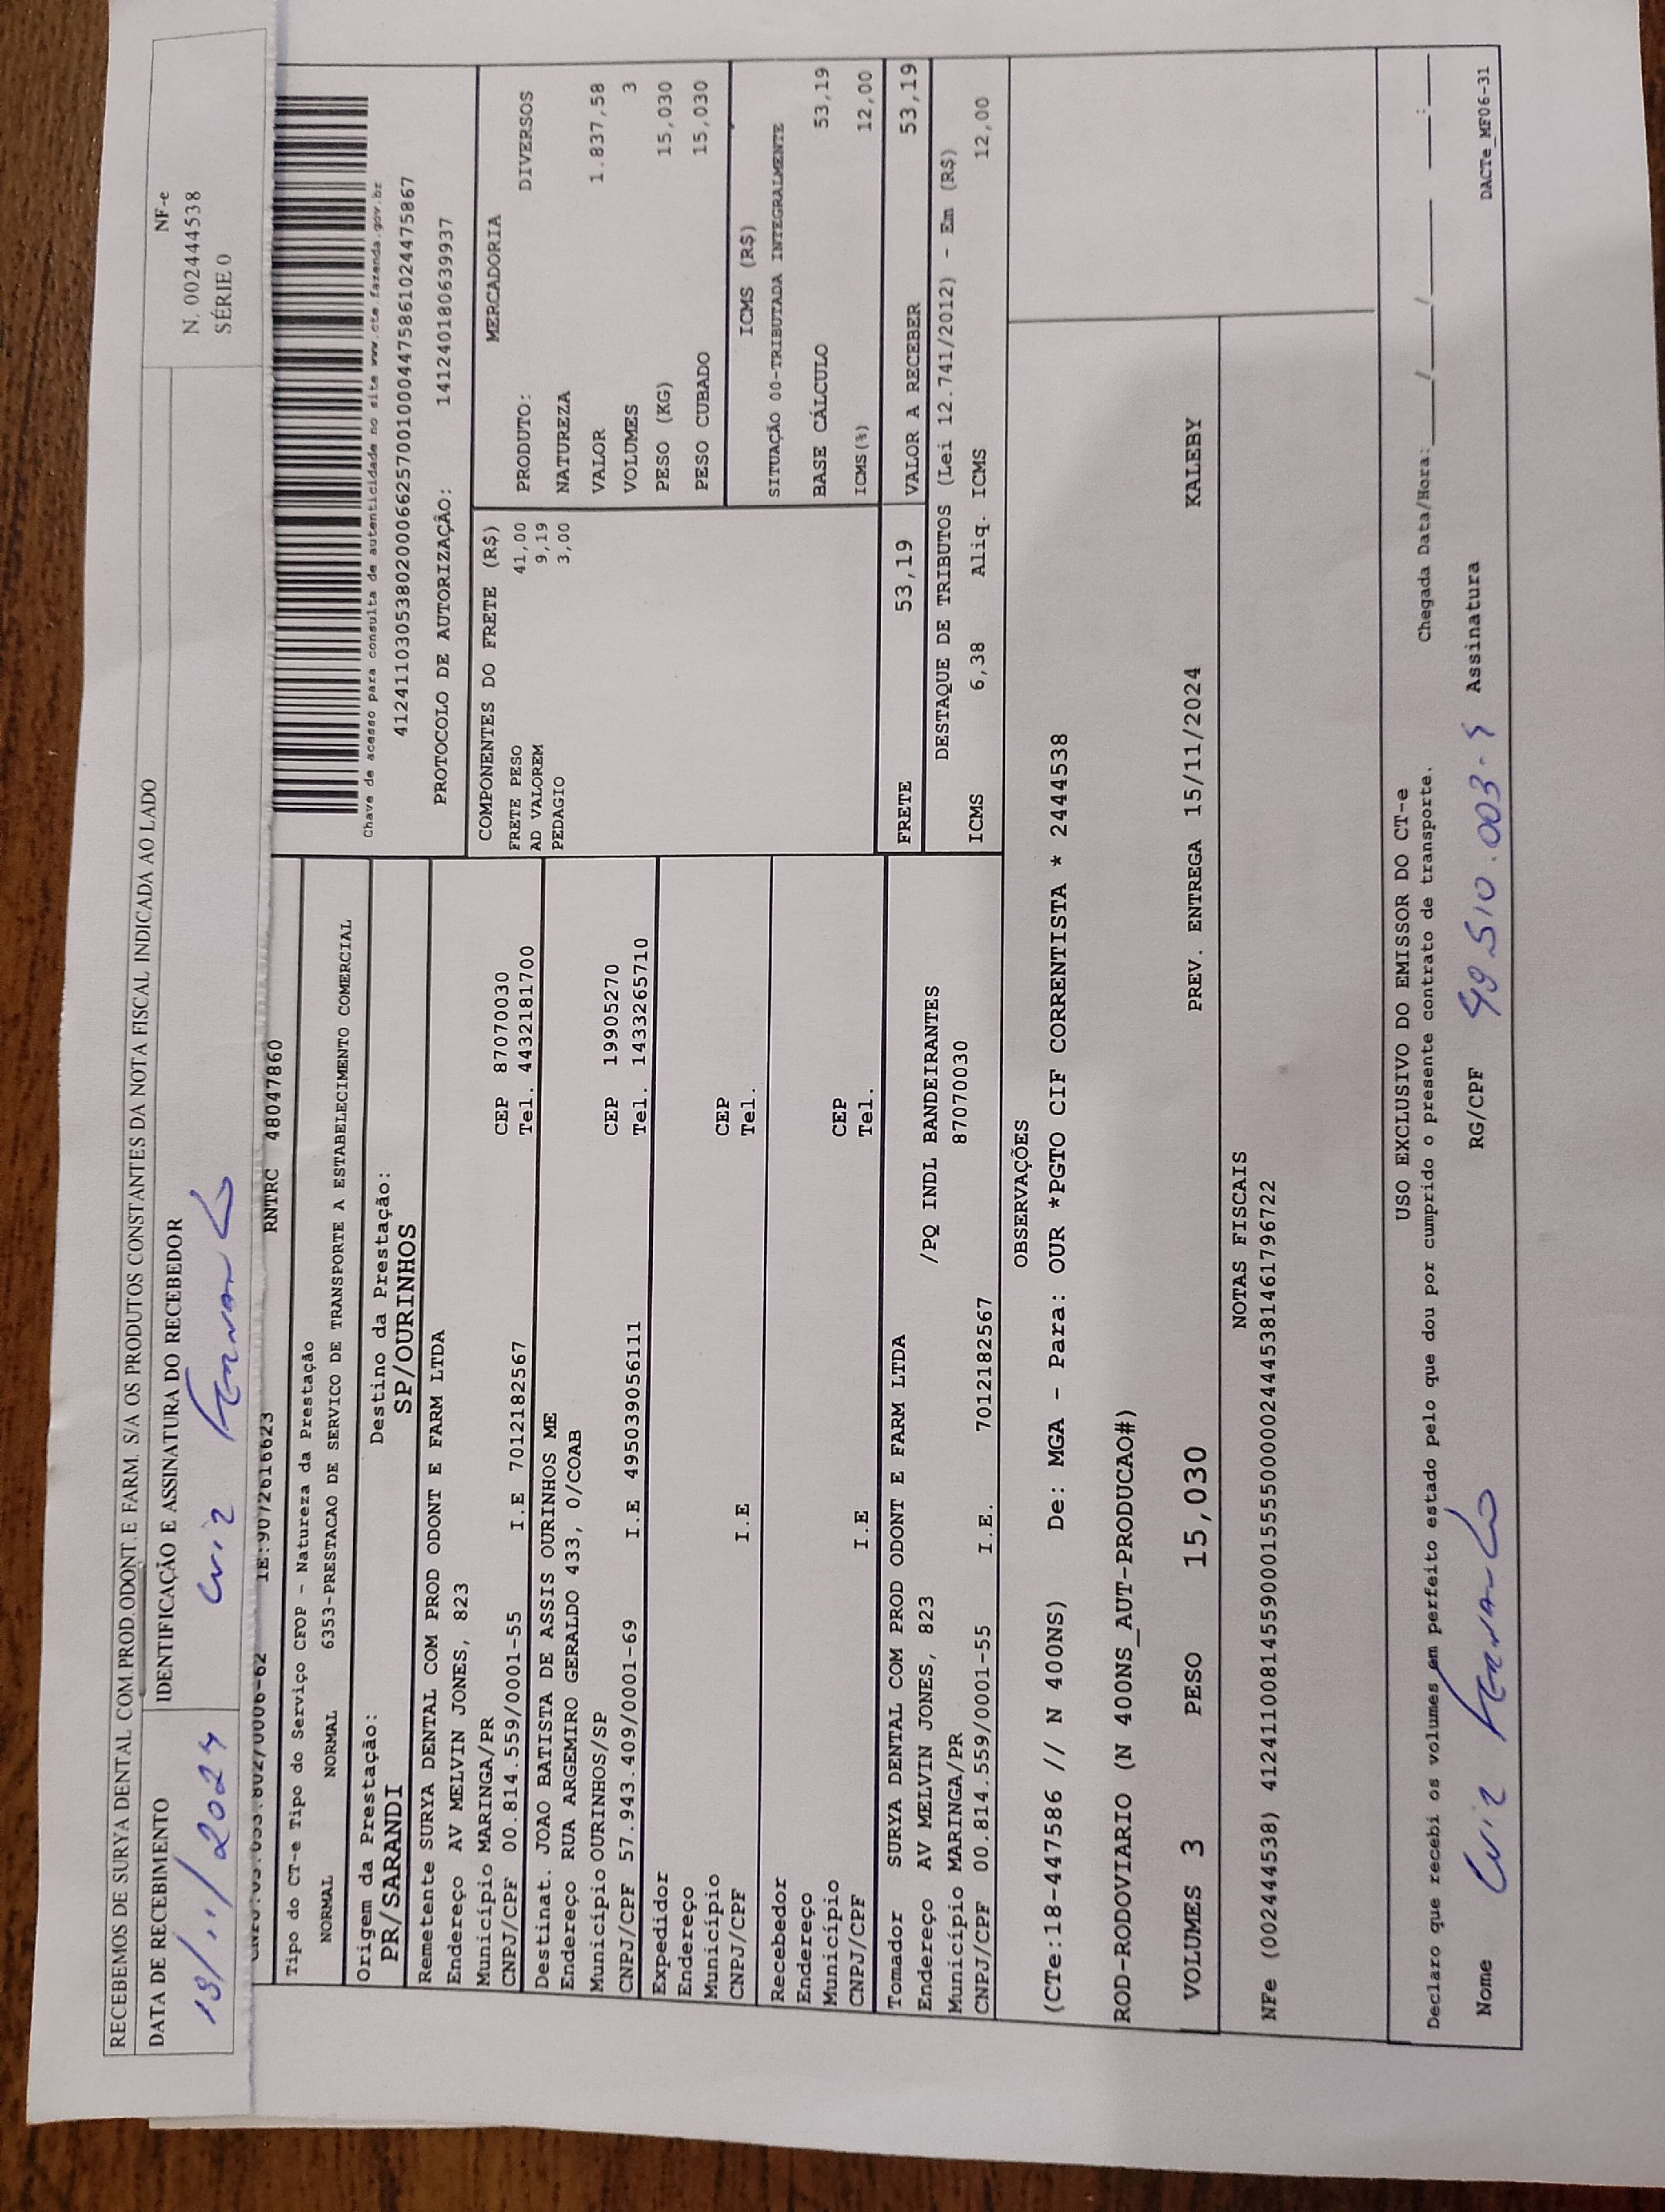 RECEBEMOS DE SURYA DENTAL COM.PROD.ODONT.E FARM. S/A OS PRODUTOS CONSTANTES DA NOTA FISCAL INDICADA AO LADO
DATA DE RECEBIMENTO
IDENTIFICAÇÃO E ASSINATURA DO RECEBEDOR
NF-e
N. 002444538
SÉRIE 0
Luiz
IE:9072616623 RNTRC 48047860
Tipo do CT-e Tipo do Serviço CFOP - Natureza da Prestação
NORMAL NORMAL 6353-PRESTACAO DE SERVICO DE TRANSPORTE A ESTABELECIMENTO COMERCIAL
Origem da Prestação: Destino da Prestação:
PR/SARANDI SP/OURINHOS
Chave de acesso para consulta de autenticidade no site www.cte.fazenda.gov.br
41241103053802000662570010004475861024475867
PROTOCOLO DE AUTORIZAÇÃO: 141240180639937
Remetente SURYA DENTAL COM PROD ODONT E FARM LTDA
Endereço AV MELVIN JONES, 823
Município MARINGA/PR CEP 87070030
CNPJ/CPF 00.814.559/0001-55 I.E 7012182567 Tel. 4432181700
Destinat. JOAO BATISTA DE ASSIS OURINHOS ME
Endereço RUA ARGEMIRO GERALDO 433, 0/COAB
Município OURINHOS/SP CEP 19905270
CNPJ/CPF 57.943.409/0001-69 I.E 495039056111 Tel. 1433265710
Expedidor
Endereço
Município CEP
CNPJ/CPF I.E Tel.
Recebedor
Endereço
Município CEP
CNPJ/CPF I.E Tel.
Tomador SURYA DENTAL COM PROD ODONT E FARM LTDA
Endereço AV MELVIN JONES, 823 /PQ INDL BANDEIRANTES
Município MARINGA/PR 87070030
CNPJ/CPF 00.814.559/0001-55 I.E. 7012182567
COMPONENTES DO FRETE (R$)
FRETE PESO 41,00
AD VALOREM 9,19
PEDAGIO 3,00
MERCADORIA
PRODUTO: DIVERSOS
NATUREZA
VALOR 1.837,58
VOLUMES 3
PESO (KG) 15,030
PESO CUBADO 15,030
ICMS (R$)
SITUAÇÃO 00-TRIBUTADA INTEGRALMENTE
BASE CÁLCULO 53,19
ICMS(%) 12,00
FRETE 53,19 VALOR A RECEBER 53,19
DESTAQUE DE TRIBUTOS (Lei 12.741/2012) - Em (R$)
ICMS 6,38 Aliq. ICMS 12,00
OBSERVAÇÕES
(CTe:18-447586 // N 400NS) De: MGA - Para: OUR *PGTO CIF CORRENTISTA * 2444538
ROD-RODOVIARIO (N 400NS_AUT-PRODUCAO#)
VOLUMES 3 PESO 15,030 PREV. ENTREGA 15/11/2024 KALEBY
NOTAS FISCAIS
NFe (002444538) 41241100814559000155550000024445381461796722
USO EXCLUSIVO DO EMISSOR DO CT-e
Declaro que recebi os volumes em perfeito estado pelo que dou por cumprido o presente contrato de transporte. Chegada Data/Hora:___/___/___ ___:___
Nome Luiz RG/CPF Assinatura
DACTe_MF06-31